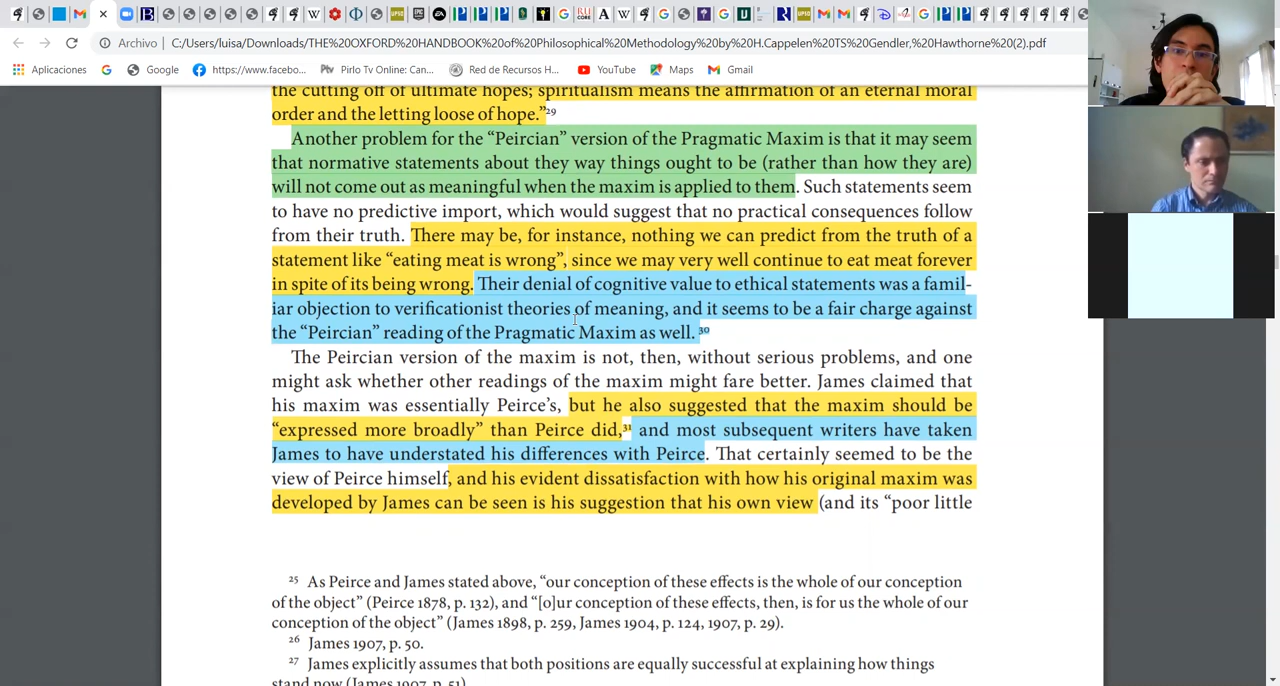 Archivo
C:/Users/luisa/Downloads/THE%20OXFORD%20HANDBOOK%20of%20Philosophical%20Methodology%20by%20H.Cappelen%20TS%20Gendler,%20Hawthorne%20(2).pdf
Aplicaciones
Google
https://www.facebo...
Ptv Pirlo Tv Online: Can...
Red de Recursos H...
YouTube
Maps
Gmail
the cutting off of ultimate hopes; spiritualism means the affirmation of an eternal moral
order and the letting loose of hope.”²⁹
Another problem for the “Peircian” version of the Pragmatic Maxim is that it may seem
that normative statements about they way things ought to be (rather than how they are)
will not come out as meaningful when the maxim is applied to them. Such statements seem
to have no predictive import, which would suggest that no practical consequences follow
from their truth. There may be, for instance, nothing we can predict from the truth of a
statement like “eating meat is wrong”, since we may very well continue to eat meat forever
in spite of its being wrong. Their denial of cognitive value to ethical statements was a famil-
iar objection to verificationist theories of meaning, and it seems to be a fair charge against
the “Peircian” reading of the Pragmatic Maxim as well. ³⁰
The Peircian version of the maxim is not, then, without serious problems, and one
might ask whether other readings of the maxim might fare better. James claimed that
his maxim was essentially Peirce’s, but he also suggested that the maxim should be
“expressed more broadly” than Peirce did,³¹ and most subsequent writers have taken
James to have understated his differences with Peirce. That certainly seemed to be the
view of Peirce himself, and his evident dissatisfaction with how his original maxim was
developed by James can be seen is his suggestion that his own view (and its “poor little
²⁵ As Peirce and James stated above, “our conception of these effects is the whole of our conception
of the object” (Peirce 1878, p. 132), and “[o]ur conception of these effects, then, is for us the whole of our
conception of the object” (James 1898, p. 259, James 1904, p. 124, 1907, p. 29).
²⁶ James 1907, p. 50.
²⁷ James explicitly assumes that both positions are equally successful at explaining how things
stand now (James 1907, p. 51).